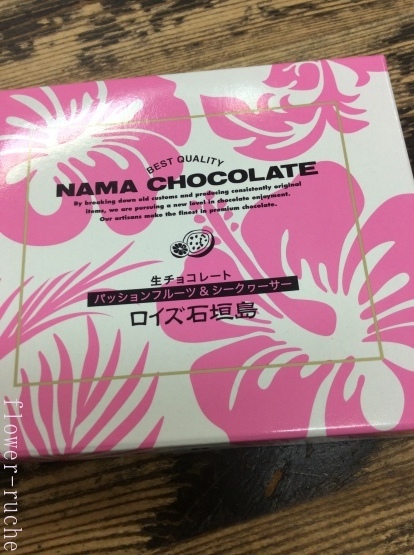 BEST QUALITY
NAMA CHOCOLATE
By breaking down old customs and producing consistently original
items, we are pursuing a new level in chocolate enjoyment.
Our artisans make the finest in premium chocolate.
生チョコレート
パッションフルーツ&シークヮーサー
ロイズ石垣島
flower-ruche